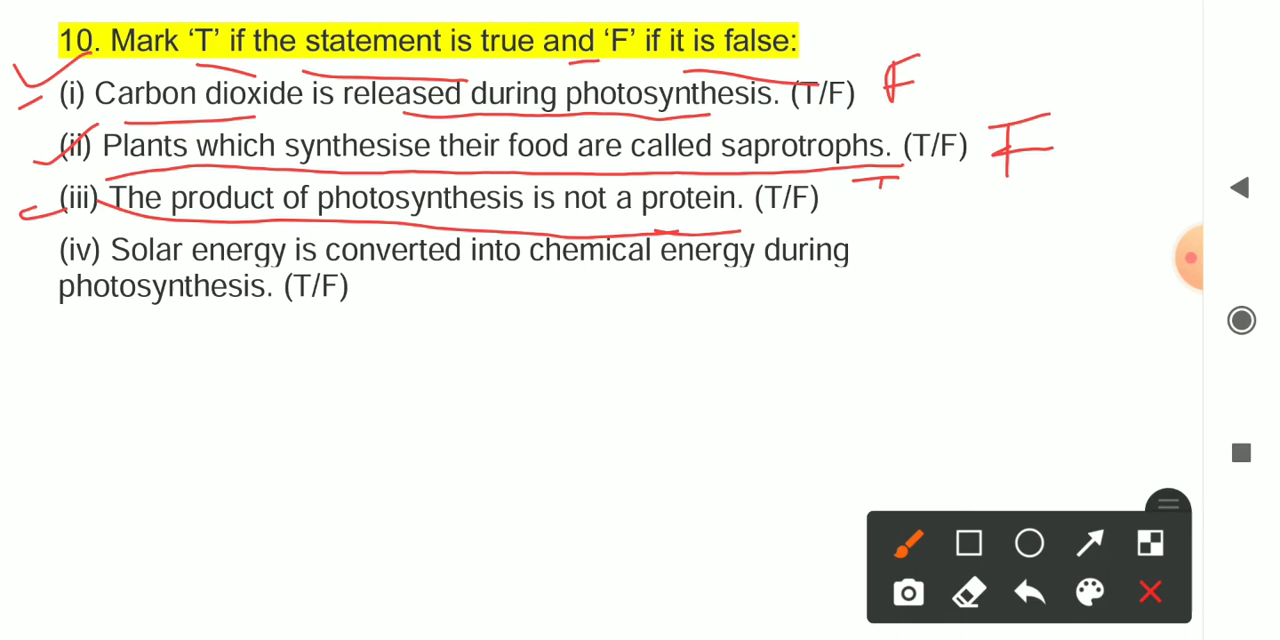 10. Mark ‘T’ if the statement is true and ‘F’ if it is false:
(i) Carbon dioxide is released during photosynthesis. (T/F) F
(ii) Plants which synthesise their food are called saprotrophs. (T/F) F
(iii) The product of photosynthesis is not a protein. (T/F) T
(iv) Solar energy is converted into chemical energy during
photosynthesis. (T/F)